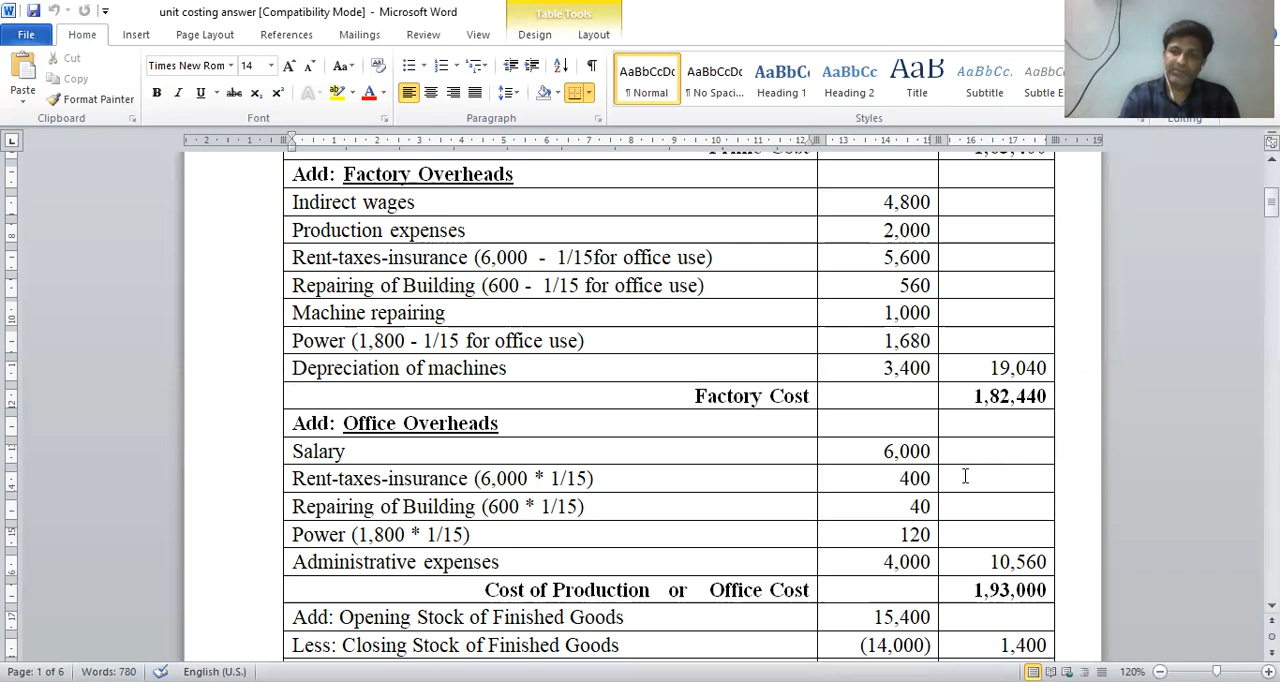 unit costing answer [Compatibility Mode] - Microsoft Word
Table Tools
File Home Insert Page Layout References Mailings Review View Design Layout
Cut
Copy
Format Painter
Paste
Times New Rom 14
AaBbCcDc AaBbCcDc AaBbCc AaBbCc AaB AaBbCc. AaBbCcDc
¶ Normal ¶ No Spaci... Heading 1 Heading 2 Title Subtitle Subtle E
Clipboard Font Paragraph Styles Editing
Prime Cost
Add: Factory Overheads
Indirect wages 4,800
Production expenses 2,000
Rent-taxes-insurance (6,000 - 1/15for office use) 5,600
Repairing of Building (600 - 1/15 for office use) 560
Machine repairing 1,000
Power (1,800 - 1/15 for office use) 1,680
Depreciation of machines 3,400 19,040
Factory Cost 1,82,440
Add: Office Overheads
Salary 6,000
Rent-taxes-insurance (6,000 * 1/15) 400
Repairing of Building (600 * 1/15) 40
Power (1,800 * 1/15) 120
Administrative expenses 4,000 10,560
Cost of Production or Office Cost 1,93,000
Add: Opening Stock of Finished Goods 15,400
Less: Closing Stock of Finished Goods (14,000) 1,400
Page: 1 of 6 Words: 780 English (U.S.) 120%